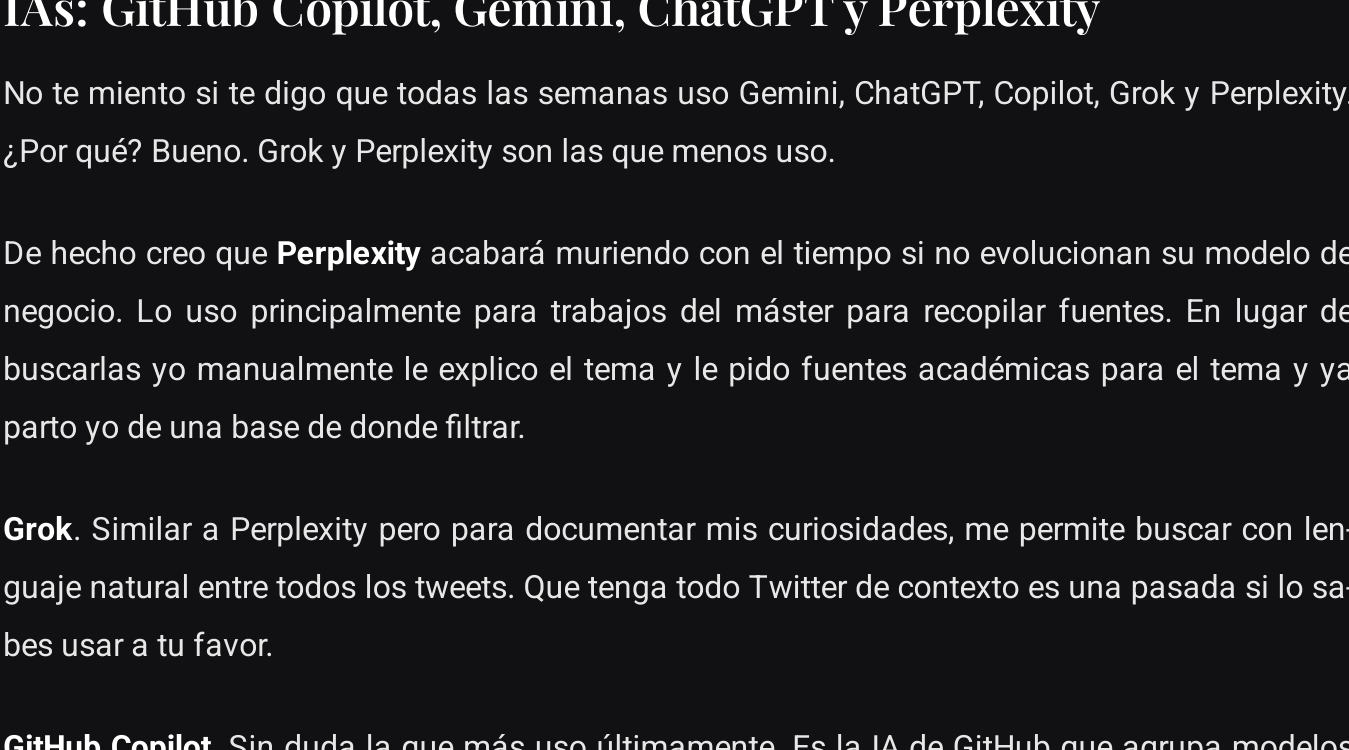 IAs: GitHub Copilot, Gemini, ChatGPT y Perplexity
No te miento si te digo que todas las semanas uso Gemini, ChatGPT, Copilot, Grok y Perplexity.
¿Por qué? Bueno. Grok y Perplexity son las que menos uso.
De hecho creo que Perplexity acabará muriendo con el tiempo si no evolucionan su modelo de
negocio. Lo uso principalmente para trabajos del máster para recopilar fuentes. En lugar de
buscarlas yo manualmente le explico el tema y le pido fuentes académicas para el tema y ya
parto yo de una base de donde filtrar.
Grok. Similar a Perplexity pero para documentar mis curiosidades, me permite buscar con len-
guaje natural entre todos los tweets. Que tenga todo Twitter de contexto es una pasada si lo sa-
bes usar a tu favor.
GitHub Copilot. Sin duda la que más uso últimamente. Es la IA de GitHub que agrupa modelos